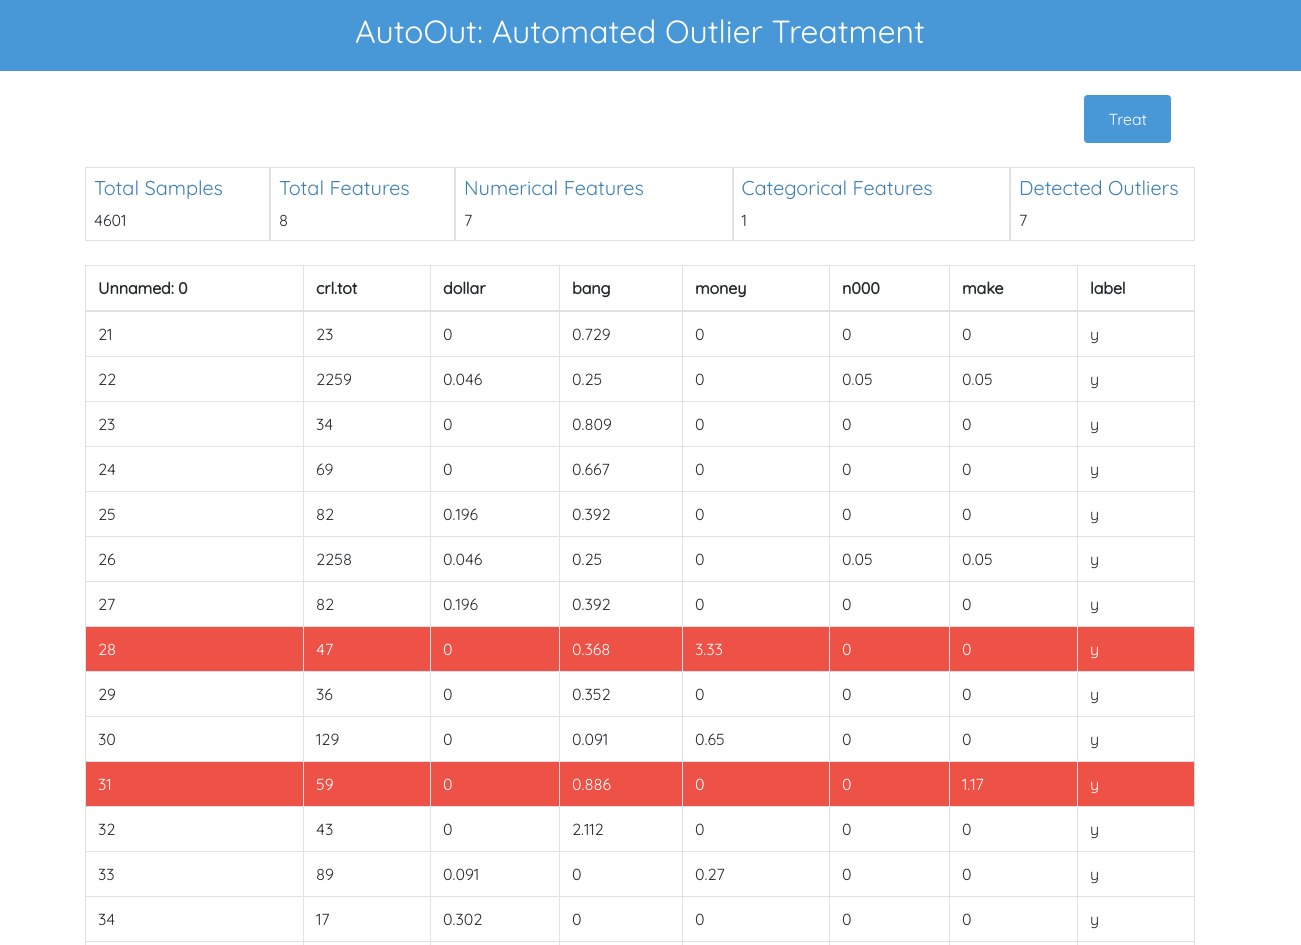 AutoOut: Automated Outlier Treatment
Treat
Total Samples Total Features Numerical Features Categorical Features Detected Outliers
4601 8 7 1 7
Unnamed: 0 crl.tot dollar bang money n000 make label
21 23 0 0.729 0 0 0 y
22 2259 0.046 0.25 0 0.05 0.05 y
23 34 0 0.809 0 0 0 y
24 69 0 0.667 0 0 0 y
25 82 0.196 0.392 0 0 0 y
26 2258 0.046 0.25 0 0.05 0.05 y
27 82 0.196 0.392 0 0 0 y
28 47 0 0.368 3.33 0 0 y
29 36 0 0.352 0 0 0 y
30 129 0 0.091 0.65 0 0 y
31 59 0 0.886 0 0 1.17 y
32 43 0 2.112 0 0 0 y
33 89 0.091 0 0.27 0 0 y
34 17 0.302 0 0 0 0 y